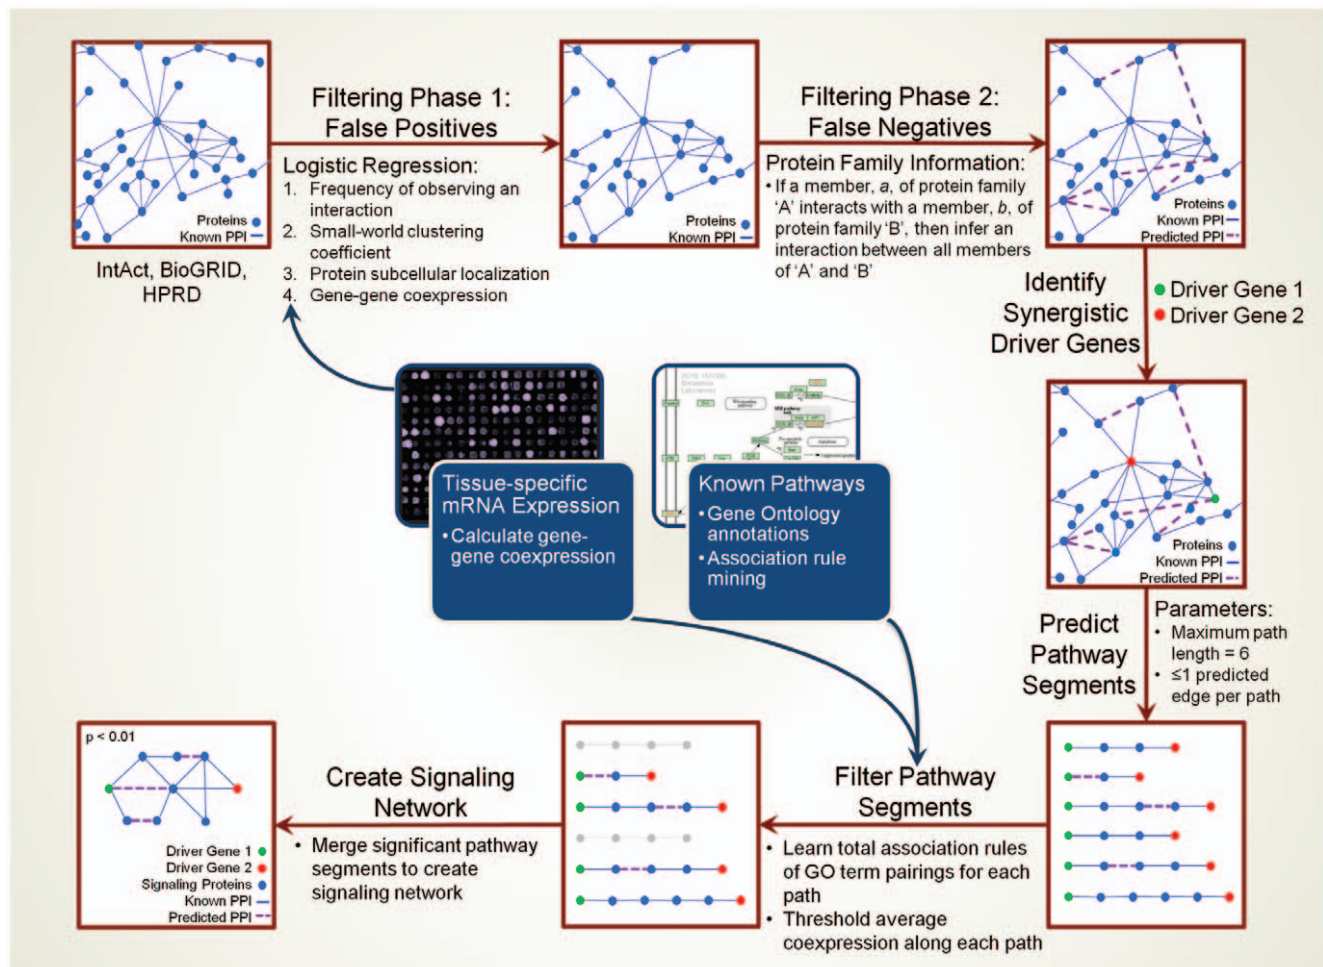 Proteins
Known PPI
IntAct, BioGRID,
HPRD
Filtering Phase 1:
False Positives
Logistic Regression:
1. Frequency of observing an
interaction
2. Small-world clustering
coefficient
3. Protein subcellular localization
4. Gene-gene coexpression
Proteins
Known PPI
Filtering Phase 2:
False Negatives
Protein Family Information:
• If a member, a, of protein family
‘A’ interacts with a member, b, of
protein family ‘B’, then infer an
interaction between all members
of ‘A’ and ‘B’
Proteins
Known PPI
Predicted PPI
Identify
Synergistic
Driver Genes
Driver Gene 1
Driver Gene 2
Tissue-specific
mRNA Expression
• Calculate gene-
gene coexpression
Known Pathways
• Gene Ontology
annotations
• Association rule
mining
Proteins
Known PPI
Predicted PPI
Predict
Pathway
Segments
Parameters:
• Maximum path
length = 6
• ≤1 predicted
edge per path
Filter Pathway
Segments
• Learn total association rules
of GO term pairings for each
path
• Threshold average
coexpression along each path
Create Signaling
Network
• Merge significant pathway
segments to create
signaling network
p < 0.01
Driver Gene 1
Driver Gene 2
Signaling Proteins
Known PPI
Predicted PPI